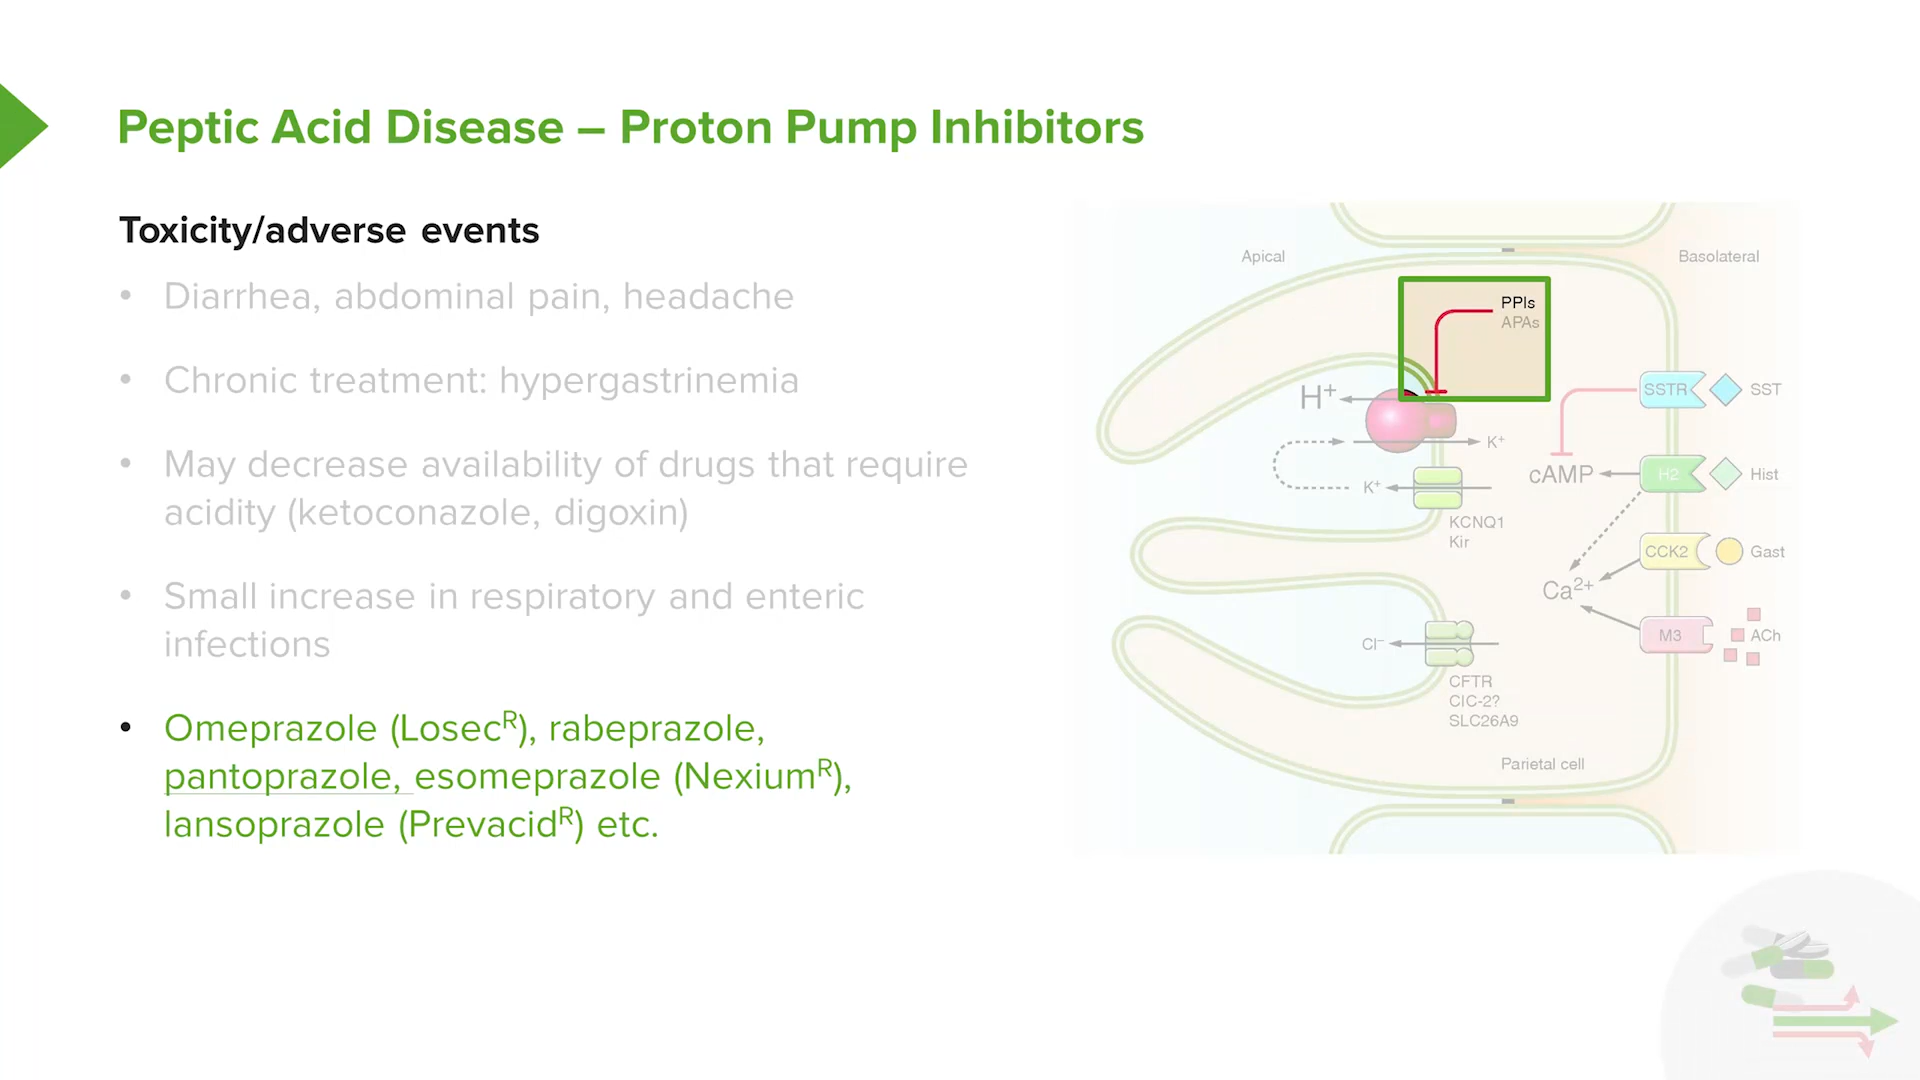 Peptic Acid Disease – Proton Pump Inhibitors
Toxicity/adverse events
• Diarrhea, abdominal pain, headache
• Chronic treatment: hypergastrinemia
• May decrease availability of drugs that require
acidity (ketoconazole, digoxin)
• Small increase in respiratory and enteric
infections
• Omeprazole (Losecᴿ), rabeprazole,
pantoprazole, esomeprazole (Nexiumᴿ),
lansoprazole (Prevacidᴿ) etc.
Apical
Basolateral
PPIs
APAs
H⁺
K⁺
K⁺
KCNQ1
Kir
Cl⁻
CFTR
ClC-2?
SLC26A9
cAMP
Ca²⁺
SSTR
SST
H2
Hist
CCK2
Gast
M3
ACh
Parietal cell